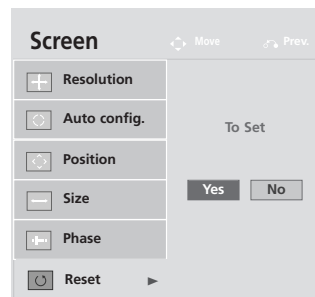 Screen
Move
Prev.
Resolution
Auto config.
Position
Size
Phase
Reset ►
To Set
Yes No